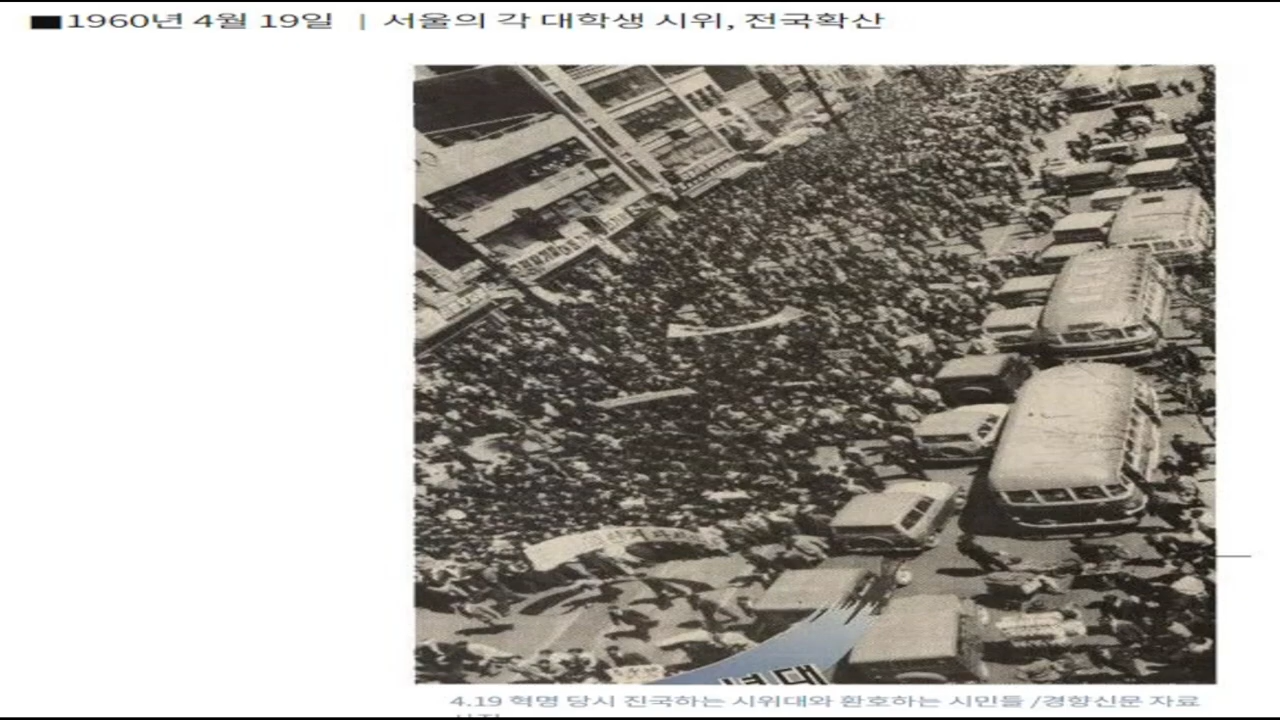 ■1960년 4월 19일 | 서울의 각 대학생 시위, 전국확산
년대
4.19 혁명 당시 진국하는 시위대와 환호하는 시민들 /경향신문 자료